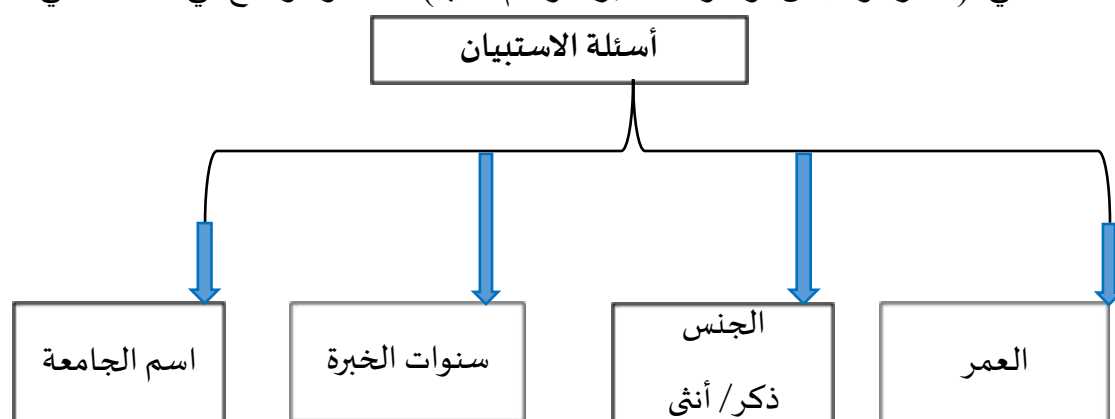 أسئلة الاستبيان
العمر
الجنس
ذكر/ أنثى
سنوات الخبرة
اسم الجامعة